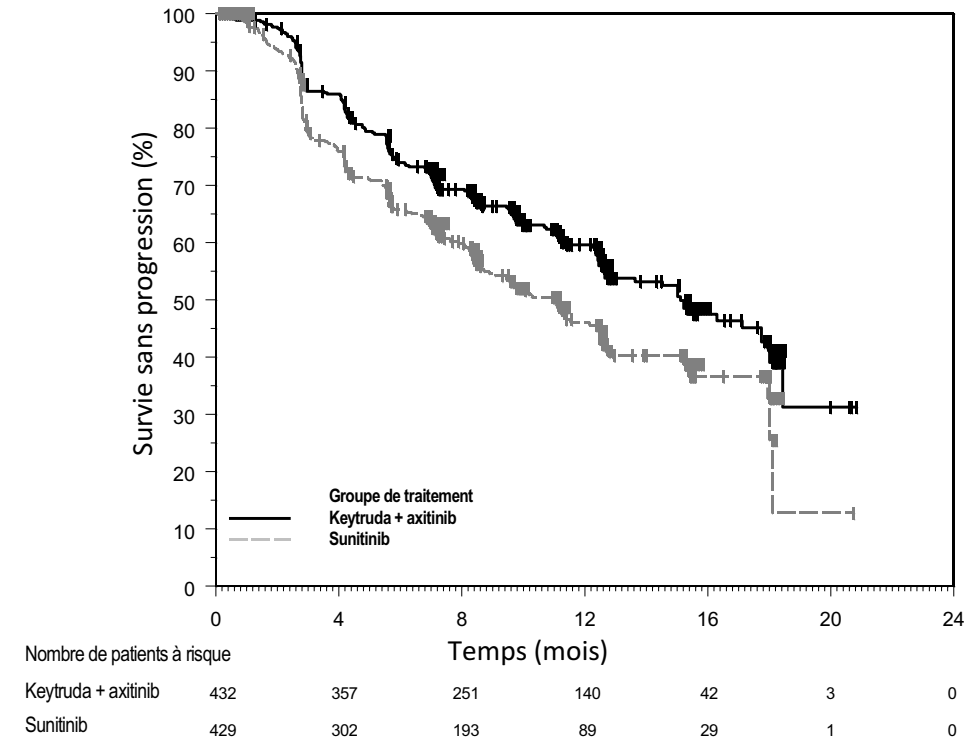 100
90
80
70
60
50
40
30
20
10
0
Survie sans progression (%)
Groupe de traitement
Keytruda + axitinib
Sunitinib
0 4 8 12 16 20 24
Temps (mois)
Nombre de patients à risque
Keytruda + axitinib 432 357 251 140 42 3 0
Sunitinib 429 302 193 89 29 1 0